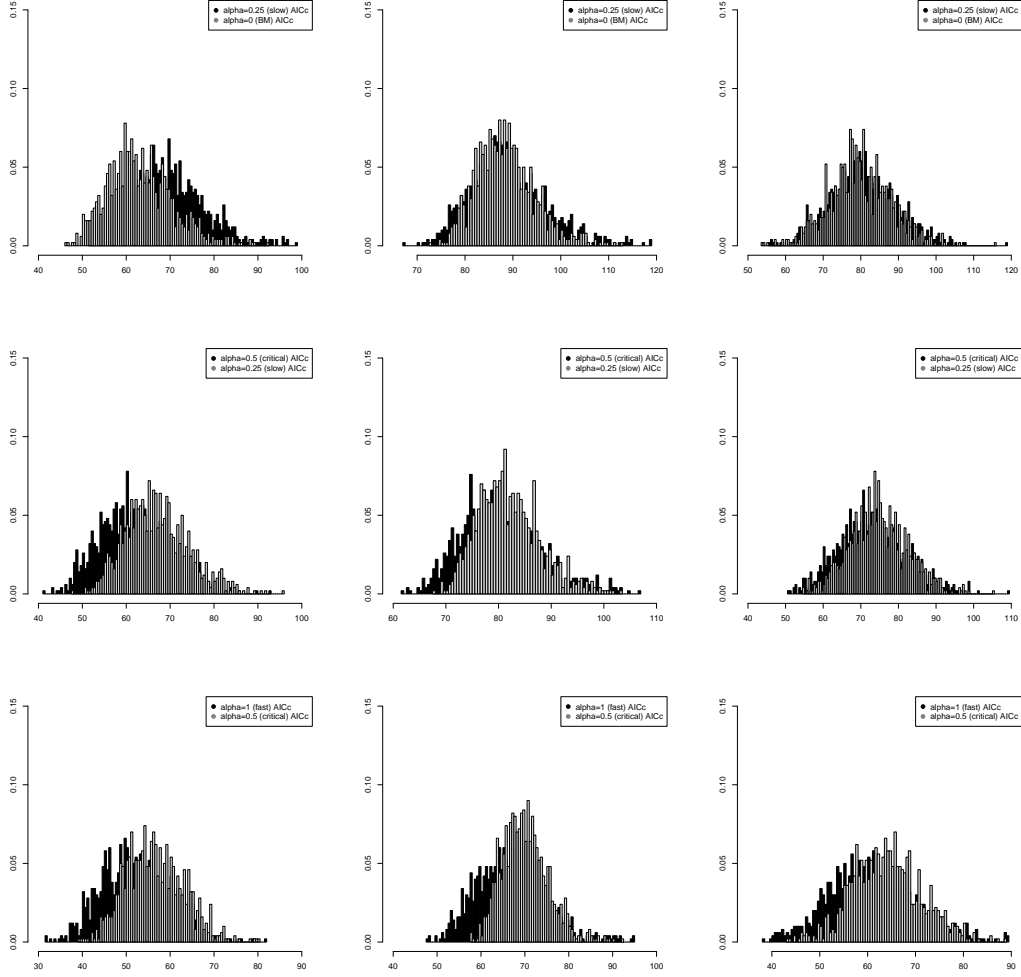 alpha=0.25 (slow) AICc
alpha=0 (BM) AICc
0.00 0.05 0.10 0.15
40 50 60 70 80 90 100
alpha=0.25 (slow) AICc
alpha=0 (BM) AICc
0.00 0.05 0.10 0.15
70 80 90 100 110 120
alpha=0.25 (slow) AICc
alpha=0 (BM) AICc
0.00 0.05 0.10 0.15
50 60 70 80 90 100 110 120
alpha=0.5 (critical) AICc
alpha=0.25 (slow) AICc
0.00 0.05 0.10 0.15
40 50 60 70 80 90 100
alpha=0.5 (critical) AICc
alpha=0.25 (slow) AICc
0.00 0.05 0.10 0.15
60 70 80 90 100 110
alpha=0.5 (critical) AICc
alpha=0.25 (slow) AICc
0.00 0.05 0.10 0.15
40 50 60 70 80 90 100 110
alpha=1 (fast) AICc
alpha=0.5 (critical) AICc
0.00 0.05 0.10 0.15
30 40 50 60 70 80 90
alpha=1 (fast) AICc
alpha=0.5 (critical) AICc
0.00 0.05 0.10 0.15
40 50 60 70 80 90 100
alpha=1 (fast) AICc
alpha=0.5 (critical) AICc
0.00 0.05 0.10 0.15
40 50 60 70 80 90